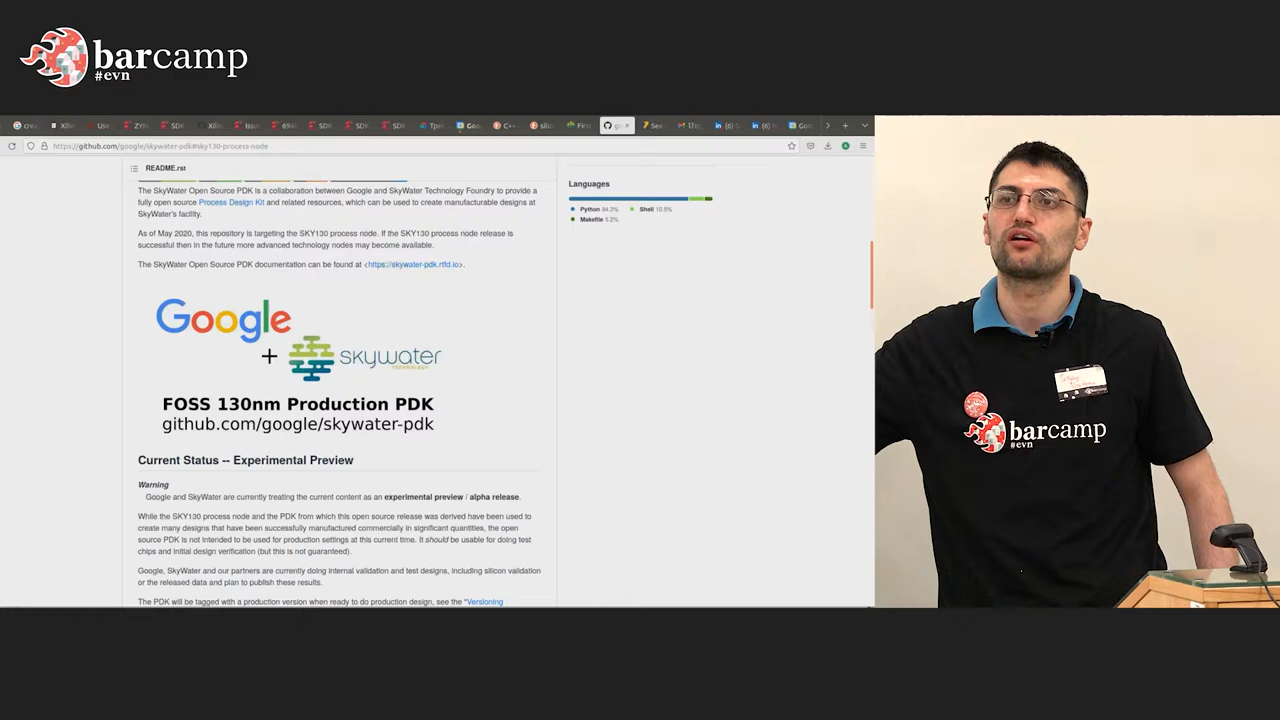 barcamp
#evn
https://github.com/google/skywater-pdk#sky130-process-node
README.rst
The SkyWater Open Source PDK is a collaboration between Google and SkyWater Technology Foundry to provide a
fully open source Process Design Kit and related resources, which can be used to create manufacturable designs at
SkyWater's facility.
As of May 2020, this repository is targeting the SKY130 process node. If the SKY130 process node release is
successful then in the future more advanced technology nodes may become available.
The SkyWater Open Source PDK documentation can be found at <https://skywater-pdk.rtfd.io>.
Google
+ skywater
TECHNOLOGY
FOSS 130nm Production PDK
github.com/google/skywater-pdk
Current Status -- Experimental Preview
Warning
Google and SkyWater are currently treating the current content as an experimental preview / alpha release.
While the SKY130 process node and the PDK from which this open source release was derived have been used to
create many designs that have been successfully manufactured commercially in significant quantities, the open
source PDK is not intended to be used for production settings at this current time. It should be usable for doing test
chips and initial design verification (but this is not guaranteed).
Google, SkyWater and our partners are currently doing internal validation and test designs, including silicon validation
or the released data and plan to publish these results.
The PDK will be tagged with a production version when ready to do production design, see the "Versioning
Languages
Python 84.3% Shell 10.5%
Makefile 5.2%
barcamp
#evn